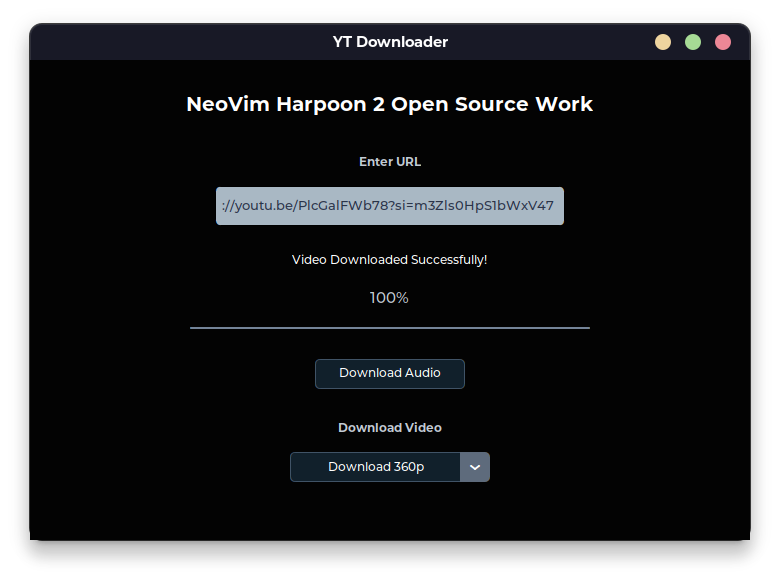 YT Downloader
NeoVim Harpoon 2 Open Source Work
Enter URL
://youtu.be/PlcGalFWb78?si=m3Zls0HpS1bWxV47
Video Downloaded Successfully!
100%
Download Audio
Download Video
Download 360p